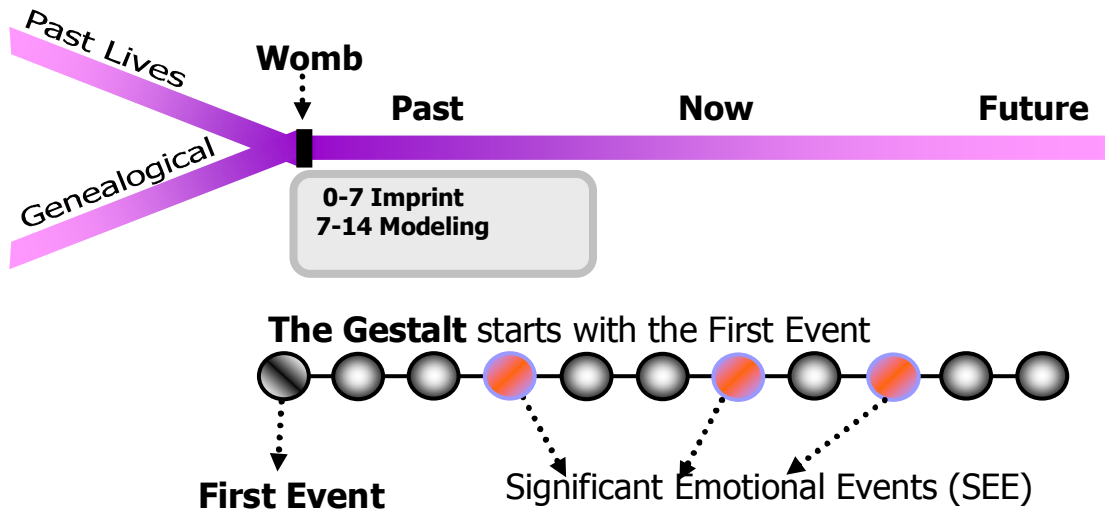 Past Lives
Womb
Past Now Future
Genealogical
0-7 Imprint
7-14 Modeling
The Gestalt starts with the First Event
First Event
Significant Emotional Events (SEE)